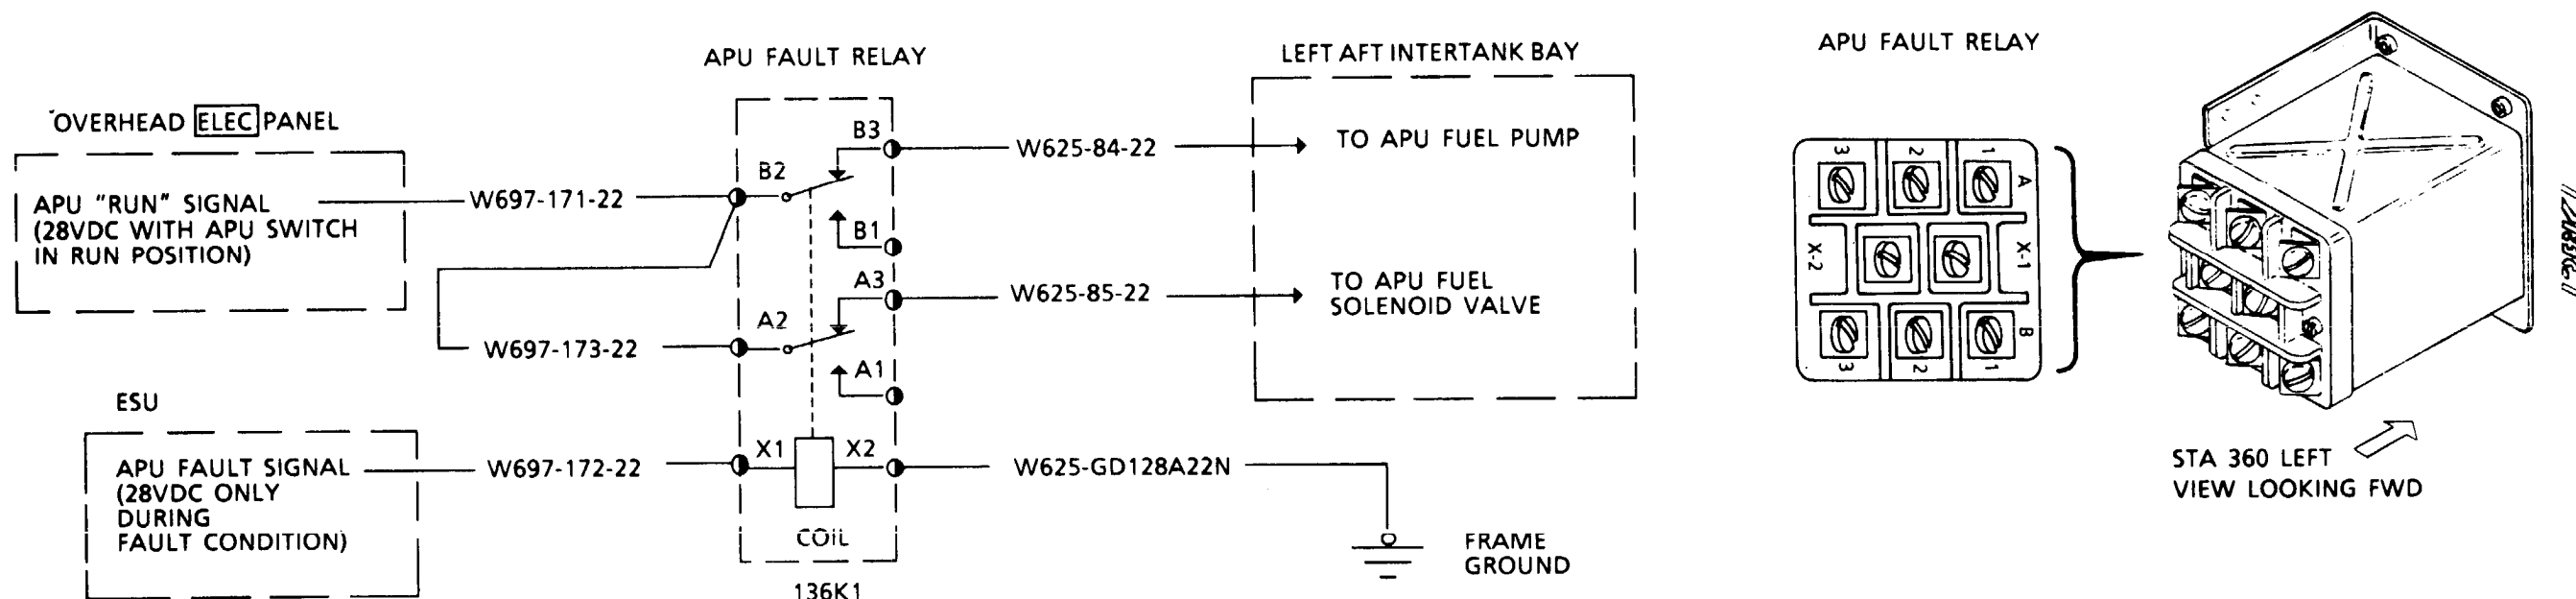 APU FAULT RELAY
OVERHEAD ELEC PANEL
APU "RUN" SIGNAL
(28VDC WITH APU SWITCH
IN RUN POSITION)
W697-171-22
W697-173-22
ESU
APU FAULT SIGNAL
(28VDC ONLY
DURING
FAULT CONDITION)
W697-172-22
B3
B2
B1
A3
A2
A1
X1
X2
COIL
136K1
W625-84-22
W625-85-22
W625-GD128A22N
LEFT AFT INTERTANK BAY
TO APU FUEL PUMP
TO APU FUEL
SOLENOID VALVE
FRAME
GROUND
APU FAULT RELAY
3 2 1
A
X-2 X-1
B
3 2 1
STA 360 LEFT
VIEW LOOKING FWD